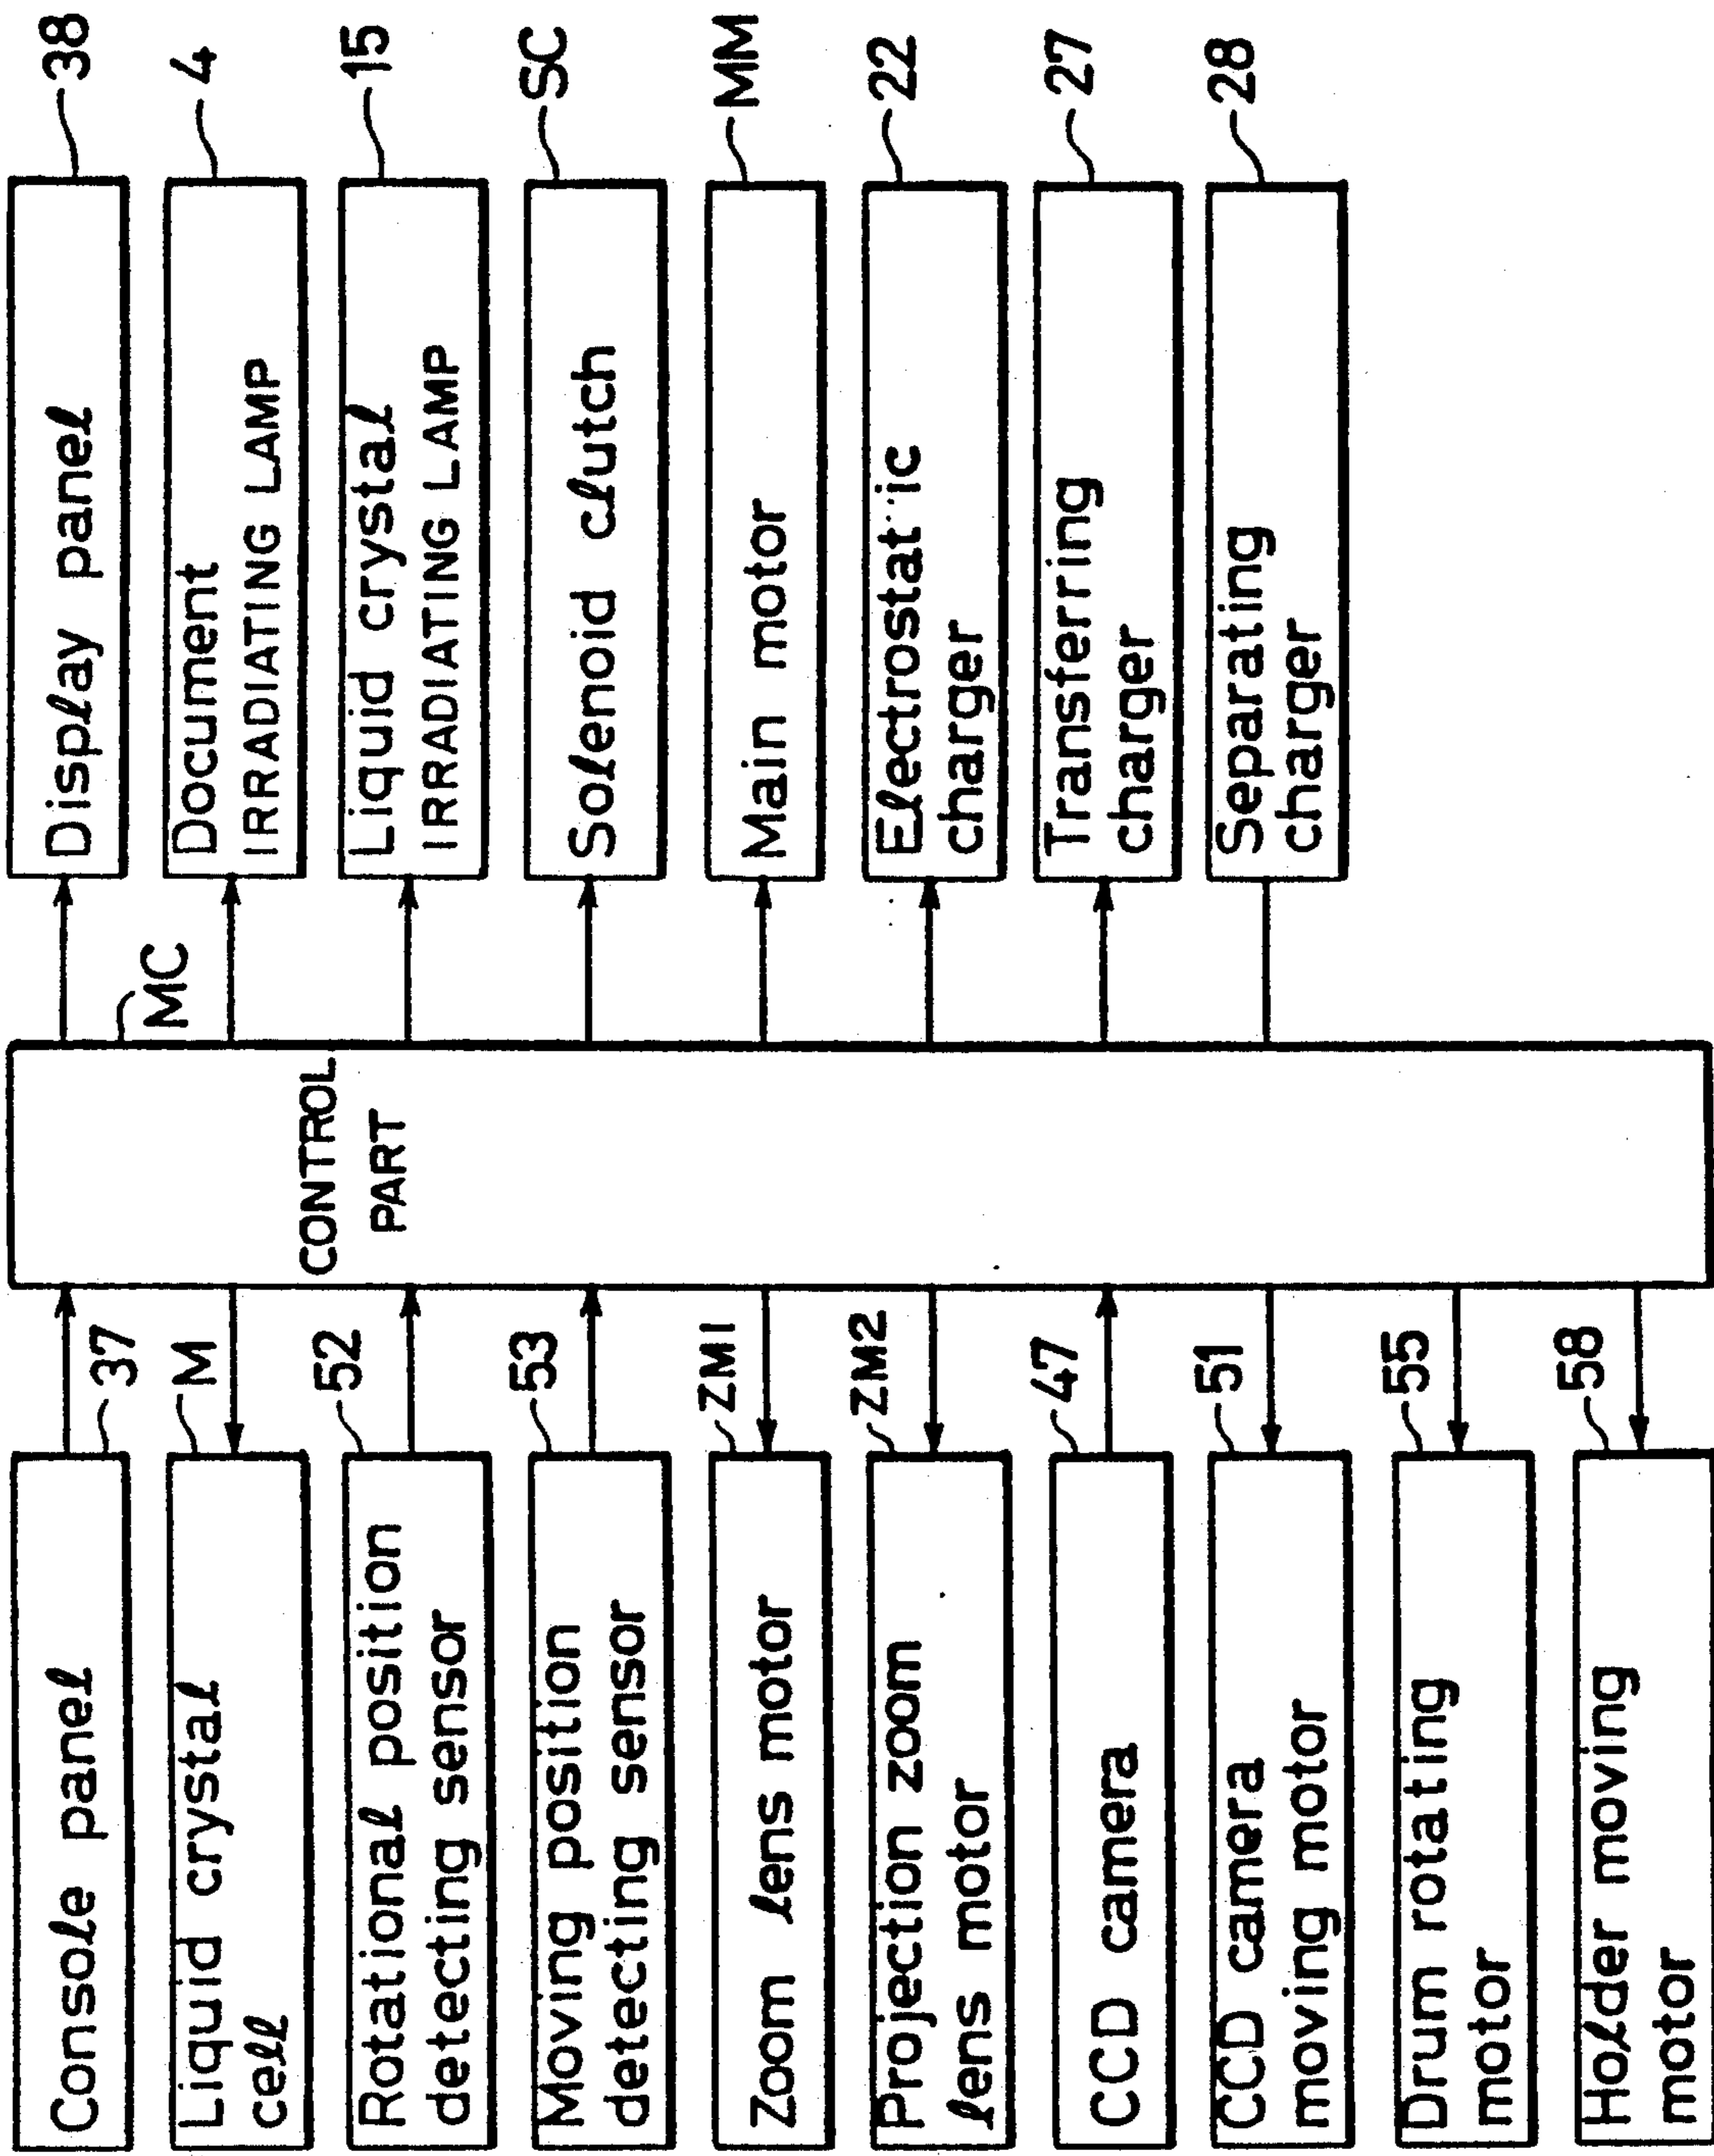 Console panel
37
Liquid crystal
cell
M
Rotational position
detecting sensor
52
Moving position
detecting sensor
53
Zoom lens motor
ZM1
Projection zoom
lens motor
ZM2
CCD camera
47
CCD camera
moving motor
51
Drum rotating
motor
55
Holder moving
motor
58
CONTROL
PART
MC
Display panel
38
Document
IRRADIATING LAMP
4
Liquid crystal
IRRADIATING LAMP
15
Solenoid clutch
SC
Main motor
MM
Electrostatic
charger
22
Transferring
charger
27
Separating
charger
28